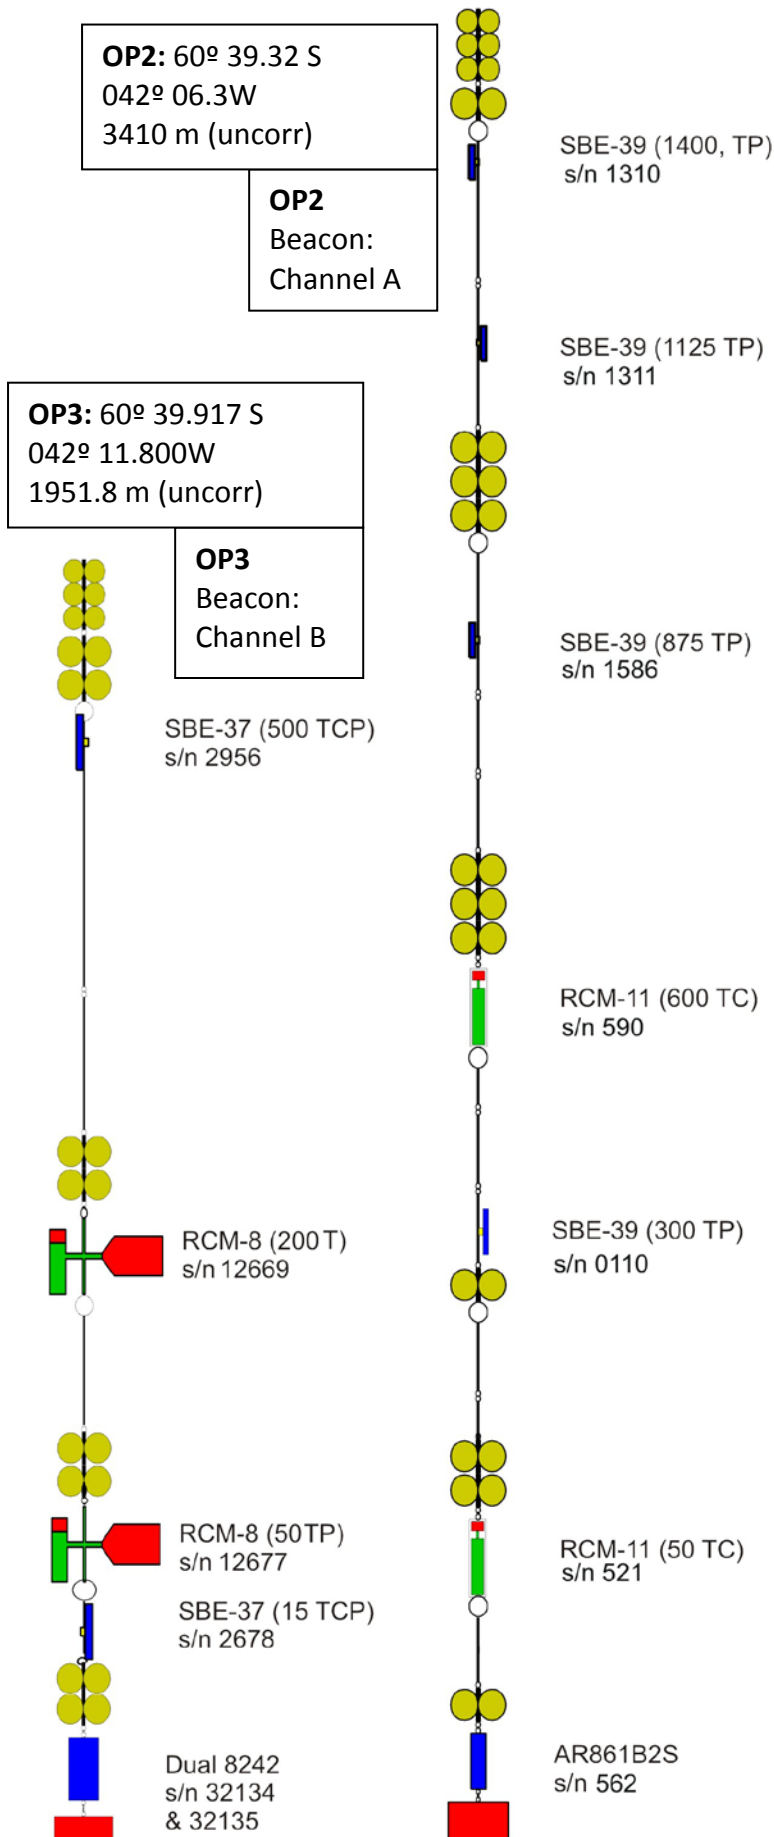 OP2: 60º 39.32 S
042º 06.3W
3410 m (uncorr)
OP2
Beacon:
Channel A
SBE-39 (1400, TP)
s/n 1310
SBE-39 (1125 TP)
s/n 1311
SBE-39 (875 TP)
s/n 1586
RCM-11 (600 TC)
s/n 590
SBE-39 (300 TP)
s/n 0110
RCM-11 (50 TC)
s/n 521
AR861B2S
s/n 562
OP3: 60º 39.917 S
042º 11.800W
1951.8 m (uncorr)
OP3
Beacon:
Channel B
SBE-37 (500 TCP)
s/n 2956
RCM-8 (200 T)
s/n 12669
RCM-8 (50TP)
s/n 12677
SBE-37 (15 TCP)
s/n 2678
Dual 8242
s/n 32134
& 32135